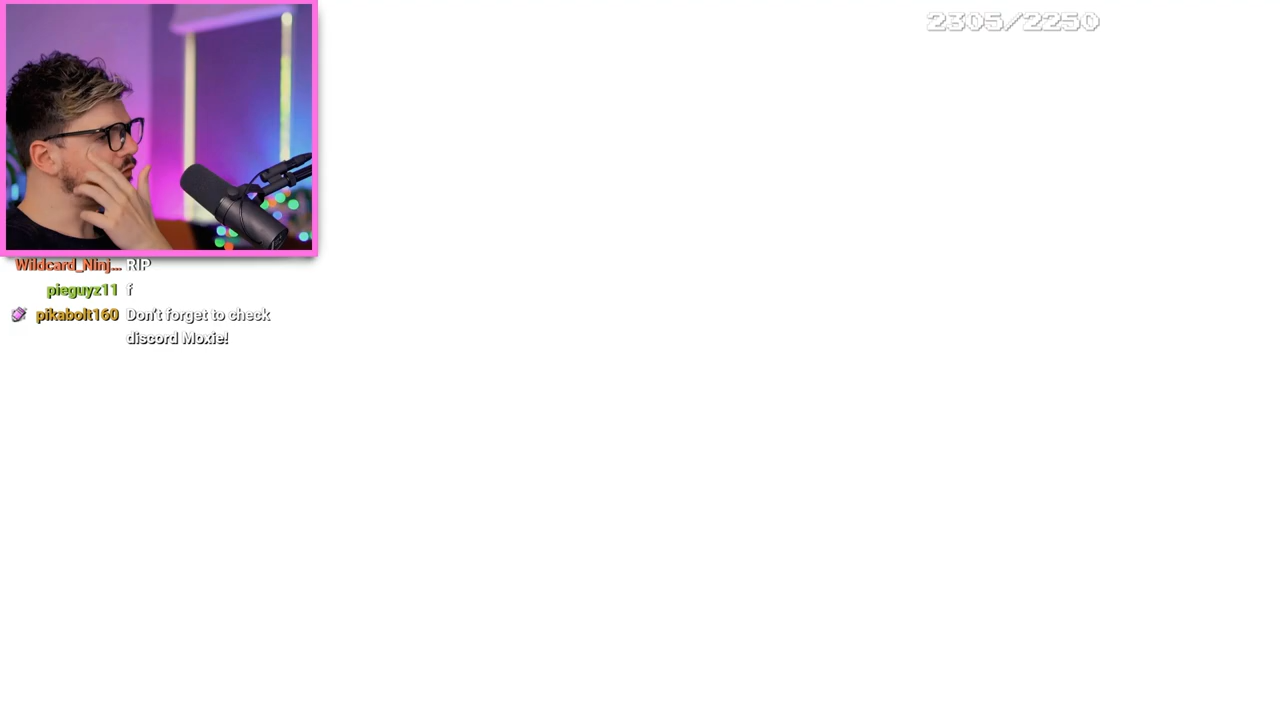 2305/2250
Wildcard_Ninj... RIP
pieguyz11 f
pikabolt160 Don't forget to check
discord Moxie!